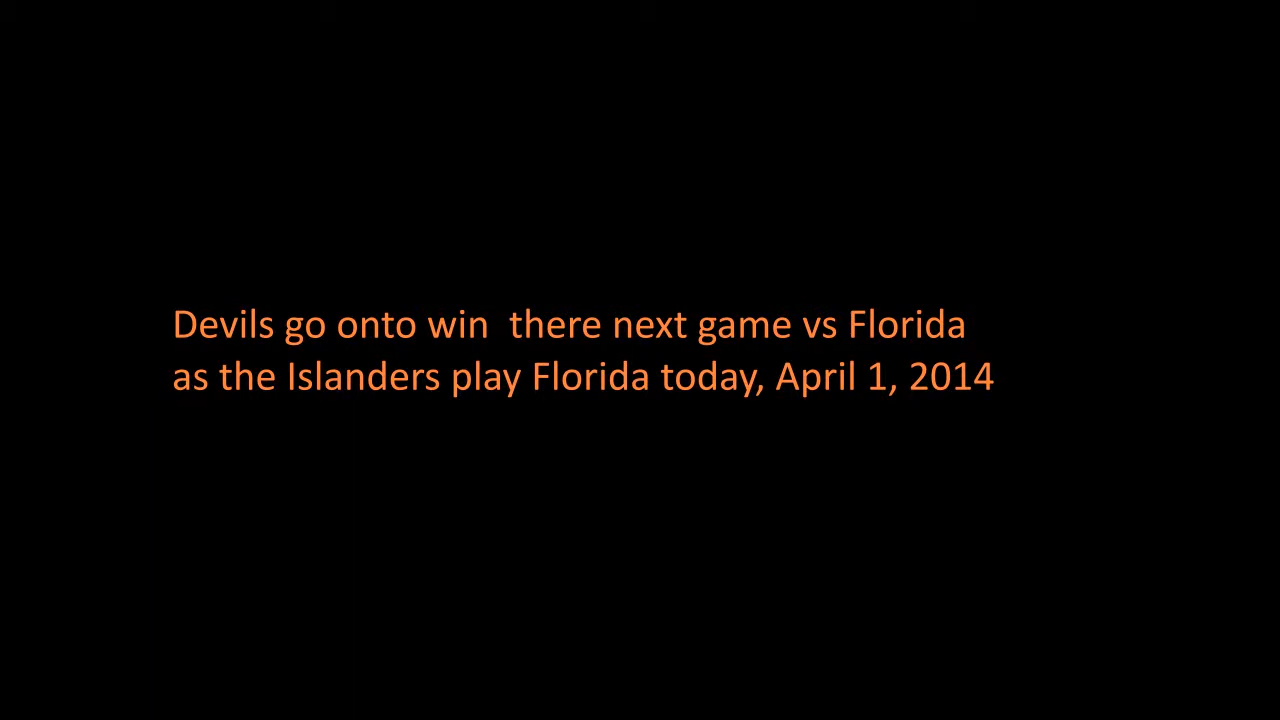 Devils go onto win  there next game vs Florida
as the Islanders play Florida today, April 1, 2014